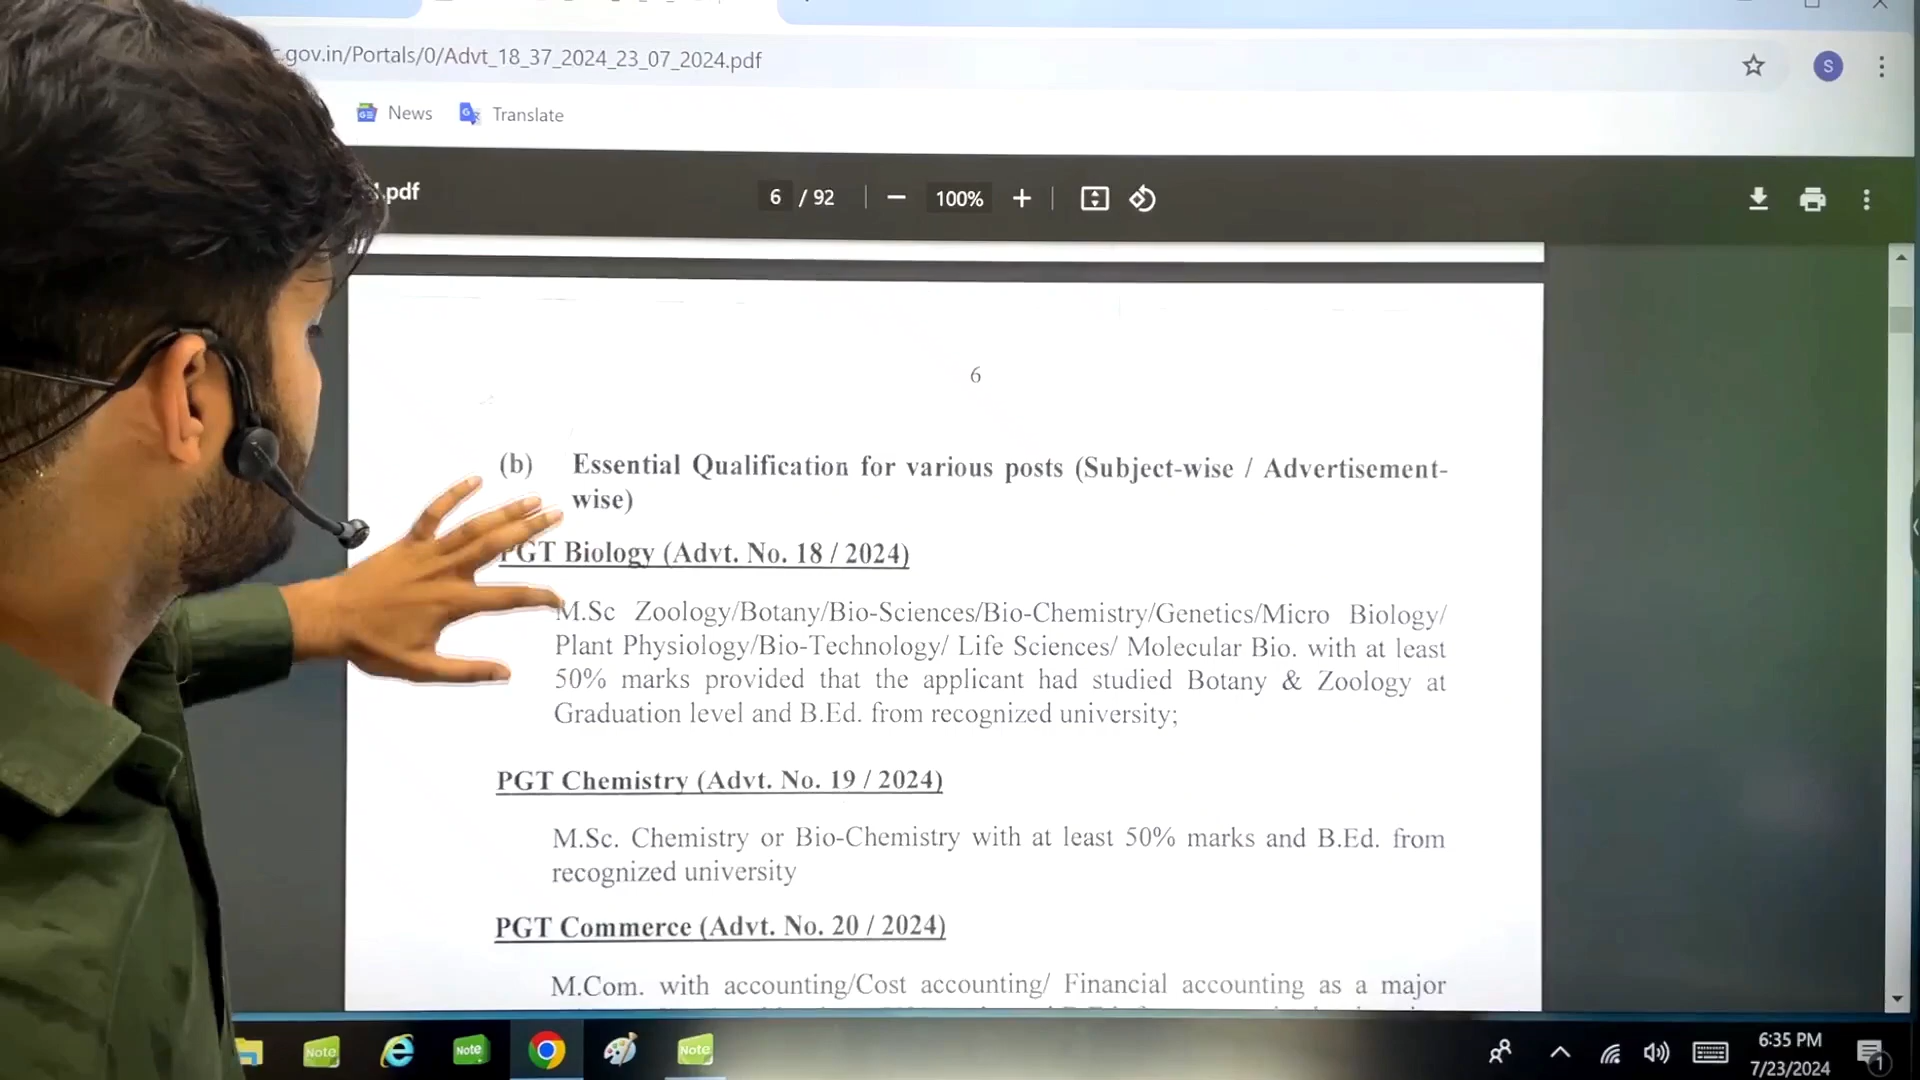 .gov.in/Portals/0/Advt_18_37_2024_23_07_2024.pdf
S
News
Translate
.pdf
6 / 92
100%
6
(b) Essential Qualification for various posts (Subject-wise / Advertisement-
wise)
PGT Biology (Advt. No. 18 / 2024)
M.Sc Zoology/Botany/Bio-Sciences/Bio-Chemistry/Genetics/Micro Biology/
Plant Physiology/Bio-Technology/ Life Sciences/ Molecular Bio. with at least
50% marks provided that the applicant had studied Botany & Zoology at
Graduation level and B.Ed. from recognized university;
PGT Chemistry (Advt. No. 19 / 2024)
M.Sc. Chemistry or Bio-Chemistry with at least 50% marks and B.Ed. from
recognized university
PGT Commerce (Advt. No. 20 / 2024)
M.Com. with accounting/Cost accounting/ Financial accounting as a major
Note
Note
Note
6:35 PM
7/23/2024
1